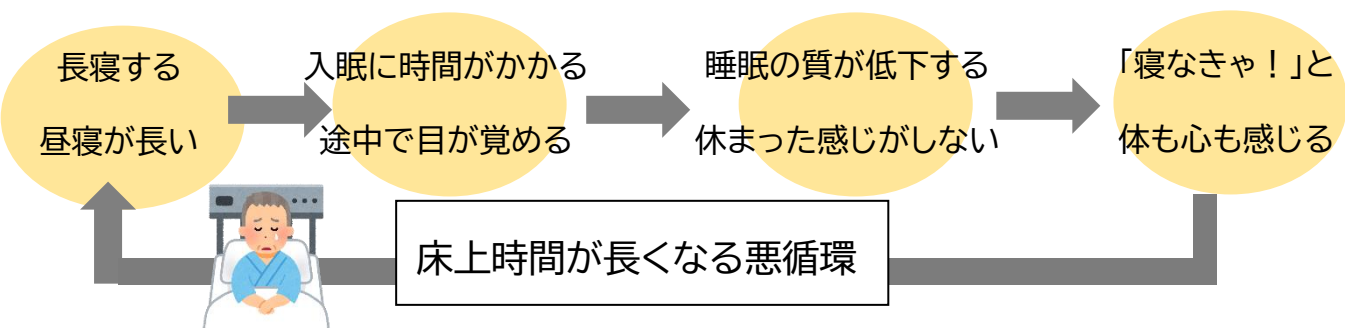 長寝する
昼寝が長い
入眠に時間がかかる
途中で目が覚める
睡眠の質が低下する
休まった感じがしない
「寝なきゃ！」と
体も心も感じる
床上時間が長くなる悪循環